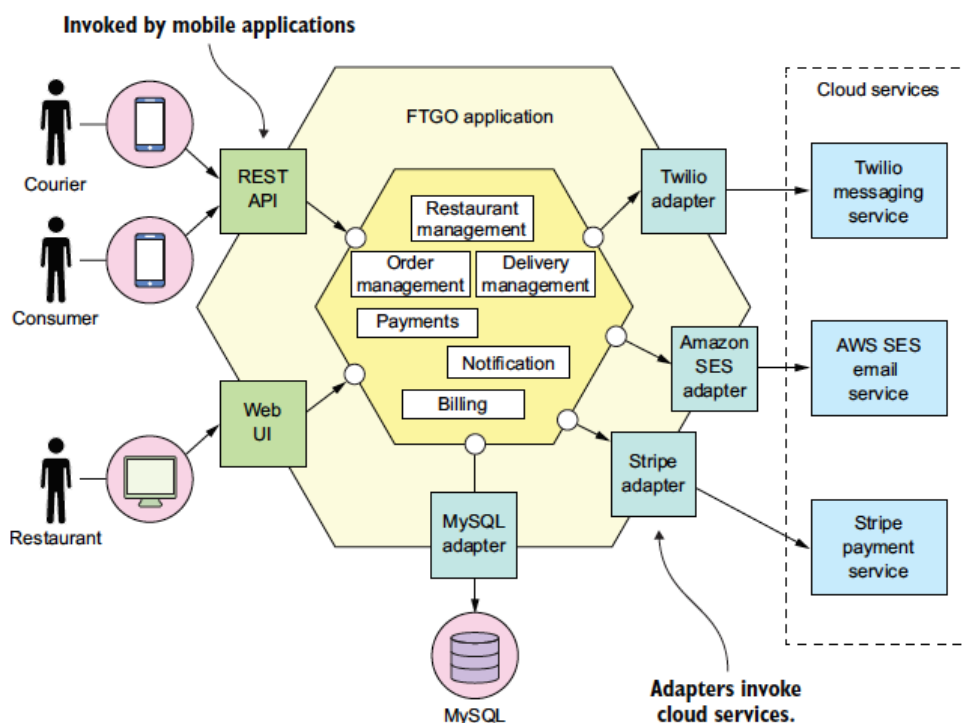 Invoked by mobile applications
Courier
Consumer
Restaurant
REST
API
Web
UI
FTGO application
Restaurant
management
Order
management
Delivery
management
Payments
Notification
Billing
Twilio
adapter
Amazon
SES
adapter
Stripe
adapter
MySQL
adapter
MySQL
Cloud services
Twilio
messaging
service
AWS SES
email
service
Stripe
payment
service
Adapters invoke
cloud services.